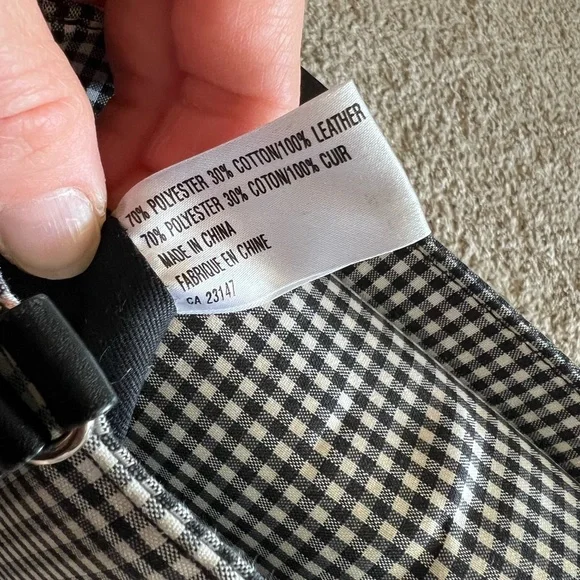 70% POLYESTER 30% COTTON/100% LEATHER
70% POLYESTER 30% COTON/100% CUIR
MADE IN CHINA
FABRIQUE EN CHINE
CA 23147